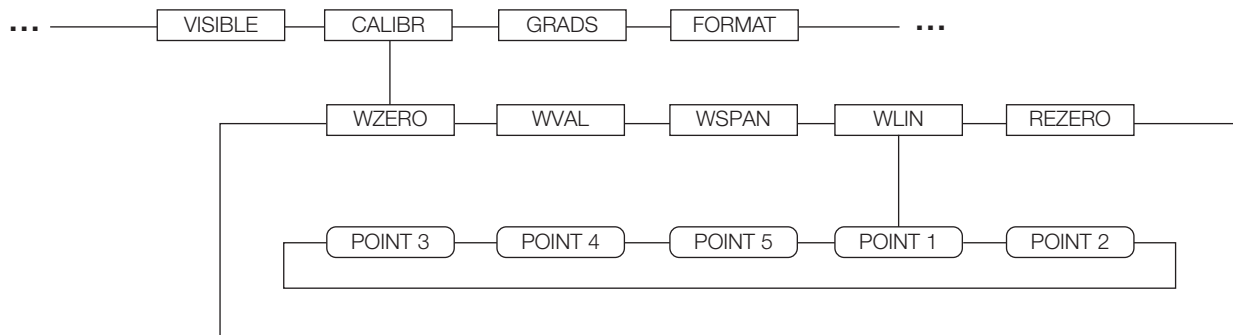 ... VISIBLE CALIBR GRADS FORMAT ...
WZERO WVAL WSPAN WLIN REZERO
POINT 3 POINT 4 POINT 5 POINT 1 POINT 2